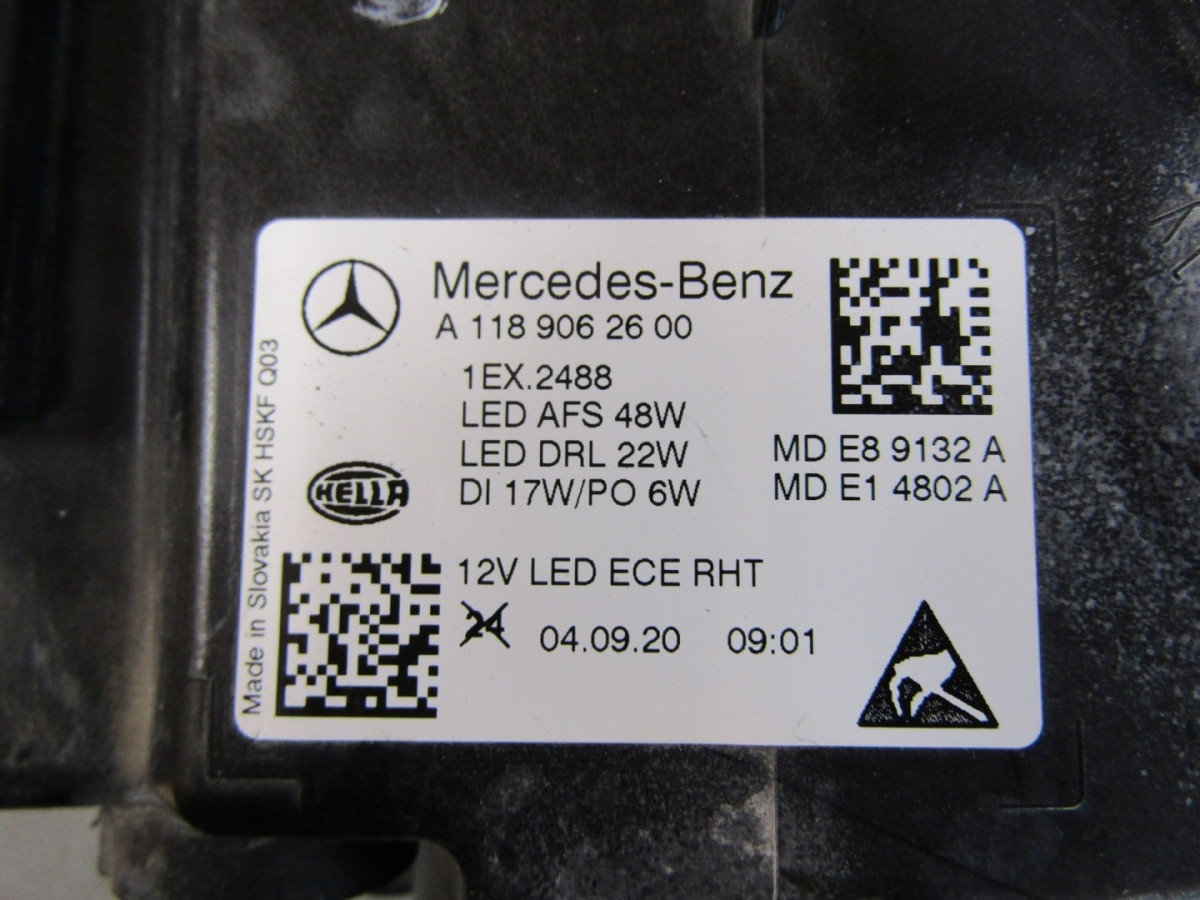 Mercedes-Benz
A 118 906 26 00
1EX.2488
LED AFS 48W
LED DRL 22W
DI 17W/PO 6W
MD E8 9132 A
MD E1 4802 A
HELLA
12V LED ECE RHT
24 04.09.20 09:01
Made in Slovakia SK HSKF Q03